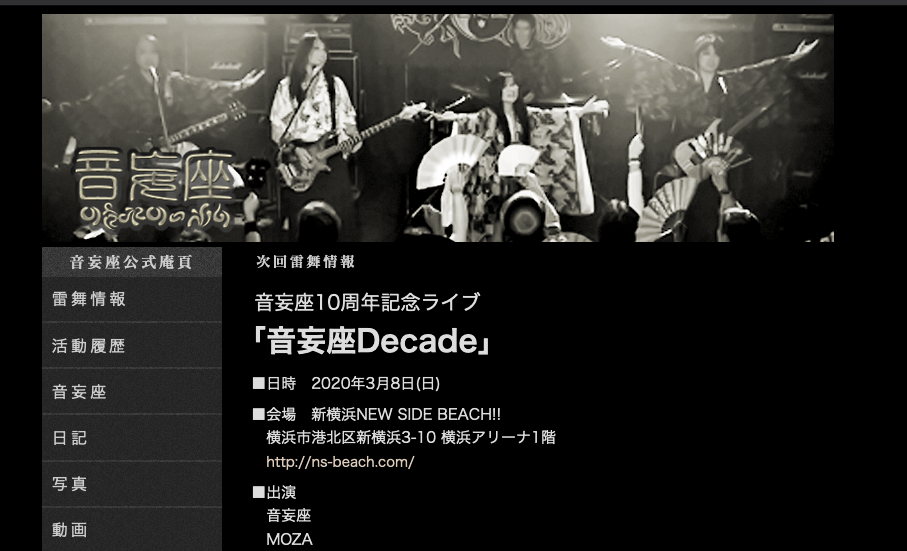 音妄座
音妄座公式庵頁
次回雷舞情報
雷舞情報
活動履歴
音妄座
日記
写真
動画
音妄座10周年記念ライブ
「音妄座Decade」
■日時　2020年3月8日(日)
■会場　新横浜NEW SIDE BEACH!!
横浜市港北区新横浜3-10 横浜アリーナ1階
http://ns-beach.com/
■出演
音妄座
MOZA